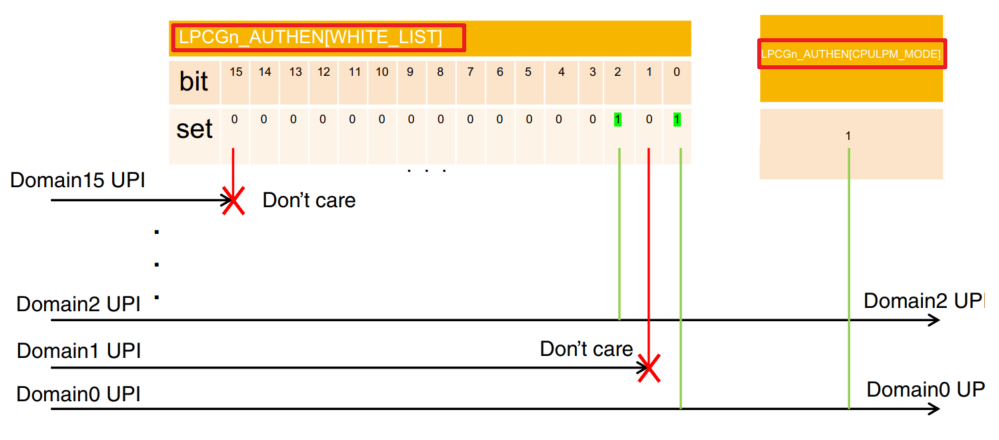 LPCGn_AUTHEN[WHITE_LIST]
LPCGn_AUTHEN[CPULPM_MODE]
bit 15 14 13 12 11 10 9 8 7 6 5 4 3 2 1 0
set 0 0 0 0 0 0 0 0 0 0 0 0 0 1 0 1
1
. . .
Domain15 UPI
Don't care
.
.
.
Domain2 UPI
Domain2 UPI
Domain1 UPI
Don't care
Domain0 UPI
Domain0 UP